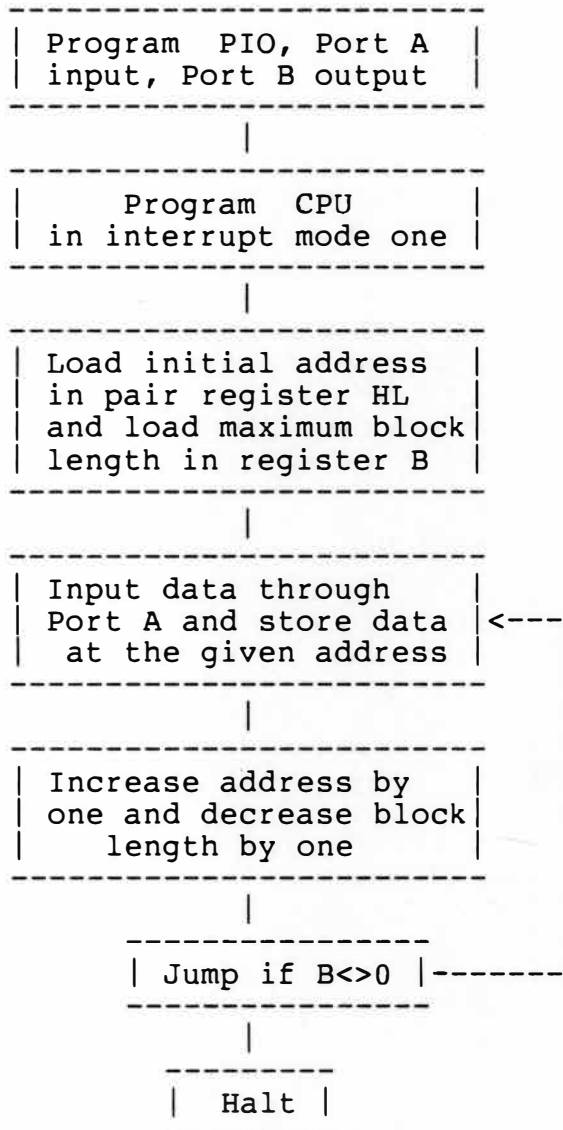 Program PIO, Port A
input, Port B output
Program CPU
in interrupt mode one
Load initial address
in pair register HL
and load maximum block
length in register B
Input data through
Port A and store data
at the given address
Increase address by
one and decrease block
length by one
Jump if B<>0
Halt